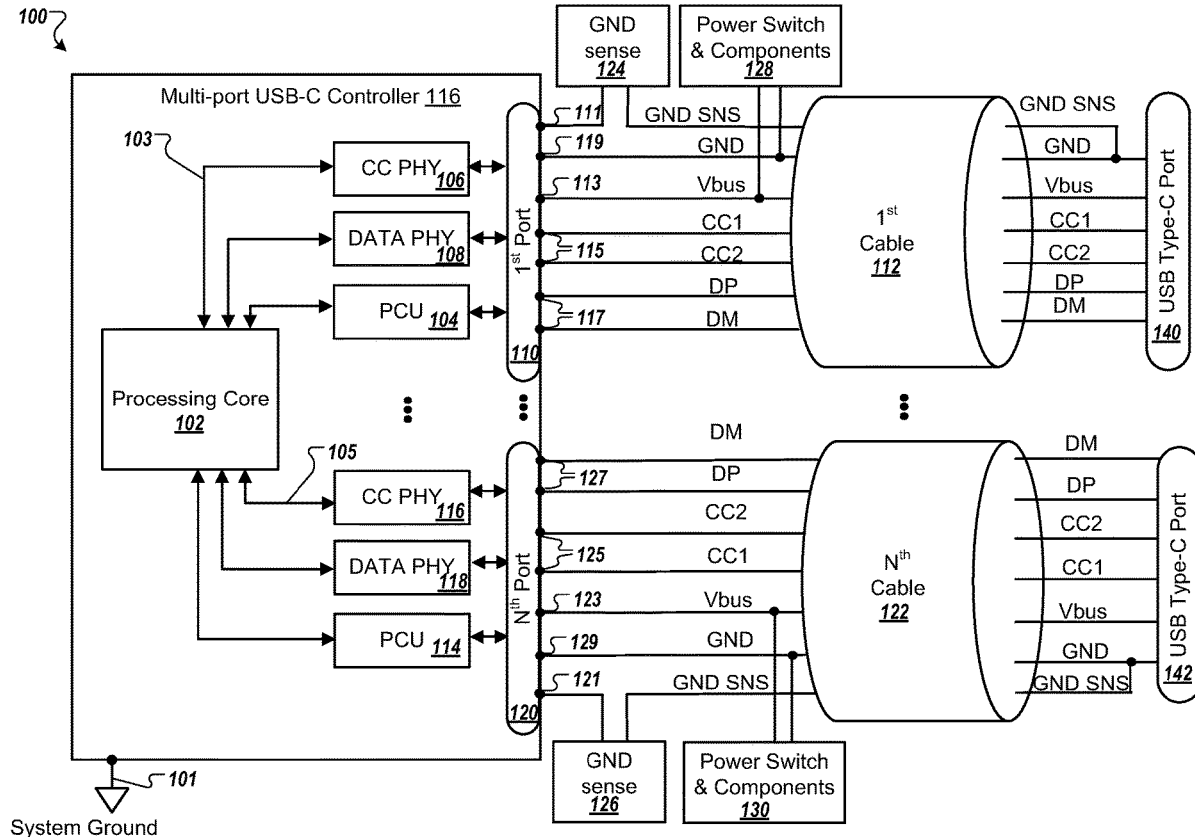 100
GND
sense
124
Power Switch
& Components
128
Multi-port USB-C Controller 116
103
CC PHY
106
DATA PHY
108
PCU 104
1st Port
110
111
119
113
115
117
GND SNS
GND
Vbus
CC1
CC2
DP
DM
1st
Cable
112
GND SNS
GND
Vbus
CC1
CC2
DP
DM
USB Type-C Port
140
Processing Core
102
105
CC PHY
116
DATA PHY
118
PCU 114
Nth Port
120
127
125
123
129
121
DM
DP
CC2
CC1
Vbus
GND
GND SNS
Nth
Cable
122
DM
DP
CC2
CC1
Vbus
GND
GND SNS
USB Type-C Port
142
GND
sense
126
Power Switch
& Components
130
101
System Ground